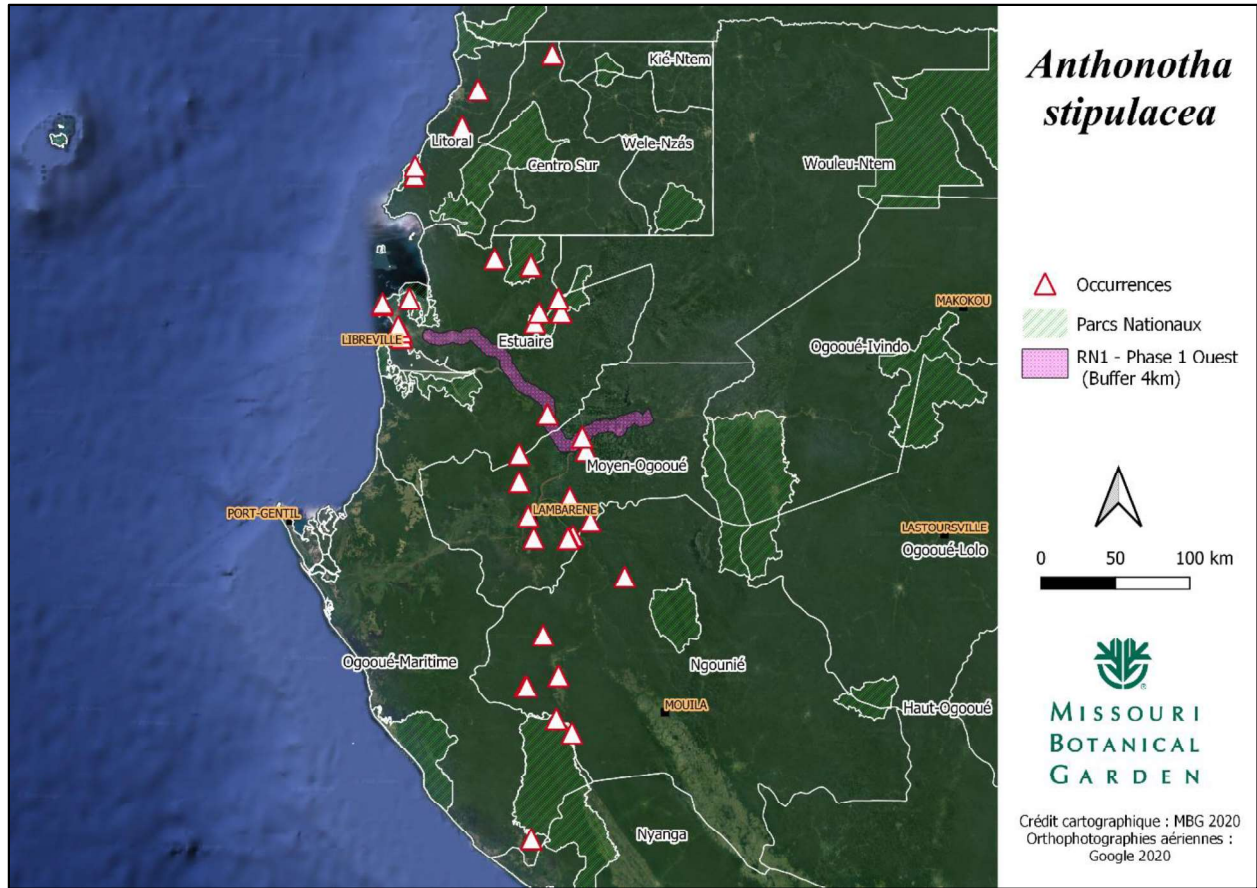 Anthonotha
stipulacea
Occurrences
Parcs Nationaux
RN1 - Phase 1 Ouest
(Buffer 4km)
0 50 100 km
MISSOURI
BOTANICAL
GARDEN
Crédit cartographique : MBG 2020
Orthophotographies aériennes :
Google 2020
Kié-Ntem
Litoral
Wele-Nzás
Centro Sur
Wouleu-Ntem
MAKOKOU
LIBREVILLE
Estuaire
Ogooué-Ivindo
Moyen-Ogooué
PORT-GENTIL
LAMBARENE
LASTOURSVILLE
Ogooué-Lolo
Ogooué-Maritime
Ngounié
MOUILA
Haut-Ogooué
Nyanga